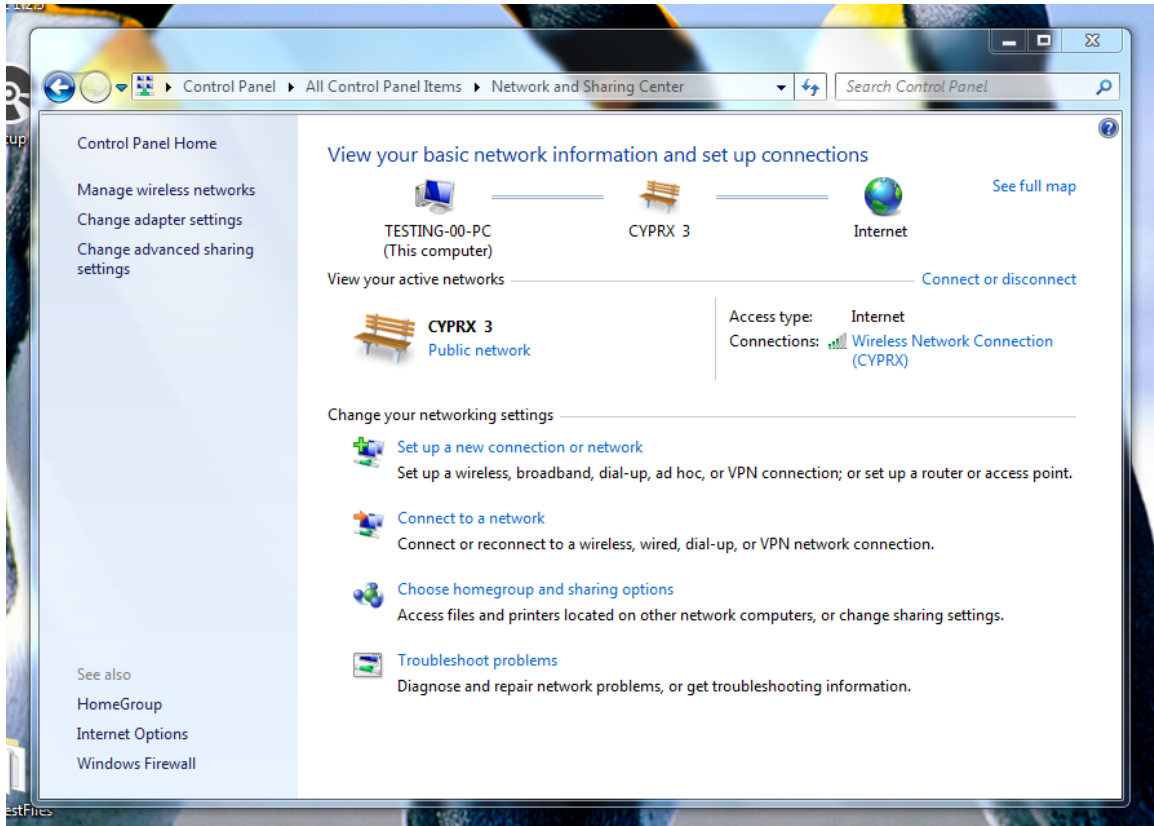 Control Panel All Control Panel Items Network and Sharing Center Search Control Panel
Control Panel Home
Manage wireless networks
Change adapter settings
Change advanced sharing
settings
See also
HomeGroup
Internet Options
Windows Firewall
View your basic network information and set up connections
See full map
TESTING-00-PC
(This computer)
CYPRX 3
Internet
View your active networks
Connect or disconnect
CYPRX 3
Public network
Access type: Internet
Connections: Wireless Network Connection
(CYPRX)
Change your networking settings
Set up a new connection or network
Set up a wireless, broadband, dial-up, ad hoc, or VPN connection; or set up a router or access point.
Connect to a network
Connect or reconnect to a wireless, wired, dial-up, or VPN network connection.
Choose homegroup and sharing options
Access files and printers located on other network computers, or change sharing settings.
Troubleshoot problems
Diagnose and repair network problems, or get troubleshooting information.